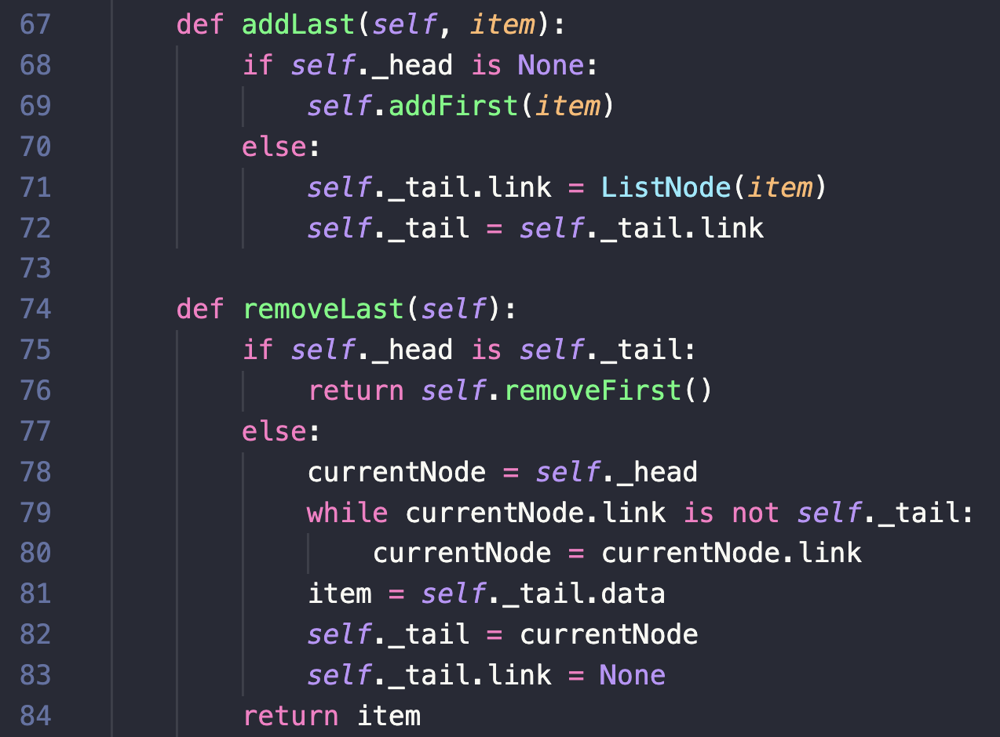 67 def addLast(self, item):
68 if self._head is None:
69 self.addFirst(item)
70 else:
71 self._tail.link = ListNode(item)
72 self._tail = self._tail.link
73
74 def removeLast(self):
75 if self._head is self._tail:
76 return self.removeFirst()
77 else:
78 currentNode = self._head
79 while currentNode.link is not self._tail:
80 currentNode = currentNode.link
81 item = self._tail.data
82 self._tail = currentNode
83 self._tail.link = None
84 return item